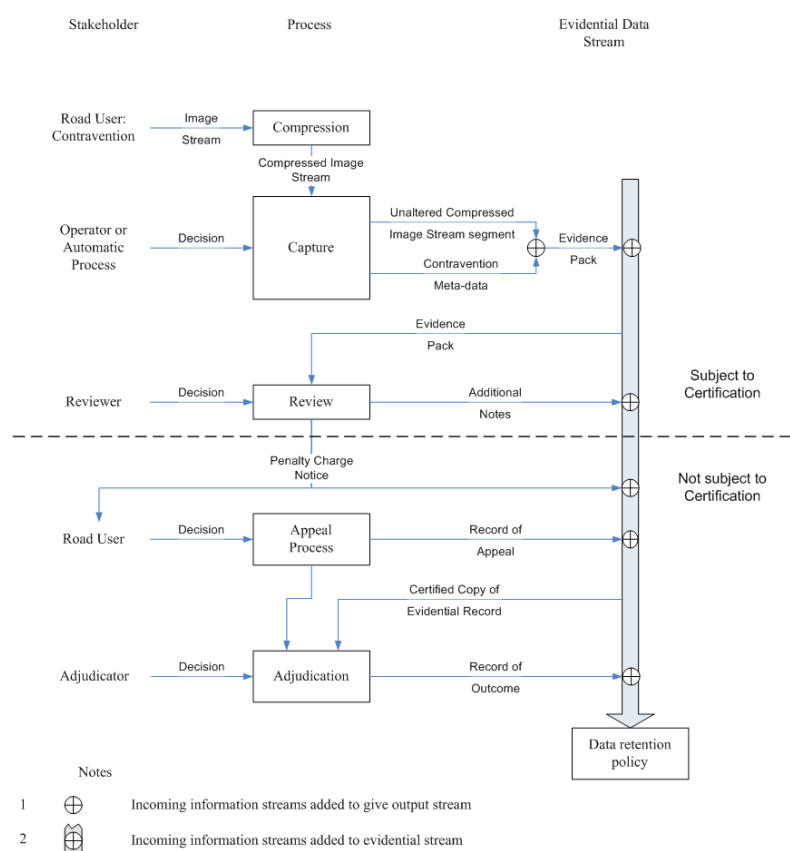 Stakeholder
Process
Evidential Data
Stream
Road User:
Contravention
Image
Stream
Compression
Compressed Image
Stream
Operator or
Automatic
Process
Decision
Capture
Unaltered Compressed
Image Stream segment
Contravention
Meta-data
Evidence
Pack
Evidence
Pack
Reviewer
Decision
Review
Additional
Notes
Subject to
Certification
Penalty Charge
Notice
Not subject to
Certification
Road User
Decision
Appeal
Process
Record of
Appeal
Certified Copy of
Evidential Record
Adjudicator
Decision
Adjudication
Record of
Outcome
Data retention
policy
Notes
1 Incoming information streams added to give output stream
2 Incoming information streams added to evidential stream